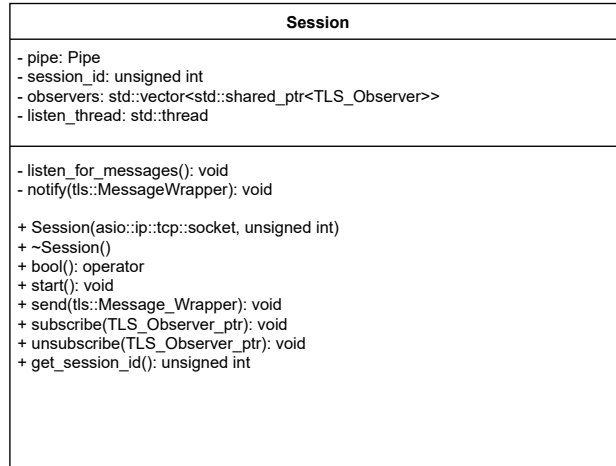 Session
- pipe: Pipe
- session_id: unsigned int
- observers: std::vector<std::shared_ptr<TLS_Observer>>
- listen_thread: std::thread
- listen_for_messages(): void
- notify(tls::MessageWrapper): void
+ Session(asio::ip::tcp::socket, unsigned int)
+ ~Session()
+ bool(): operator
+ start(): void
+ send(tls::Message_Wrapper): void
+ subscribe(TLS_Observer_ptr): void
+ unsubscribe(TLS_Observer_ptr): void
+ get_session_id(): unsigned int